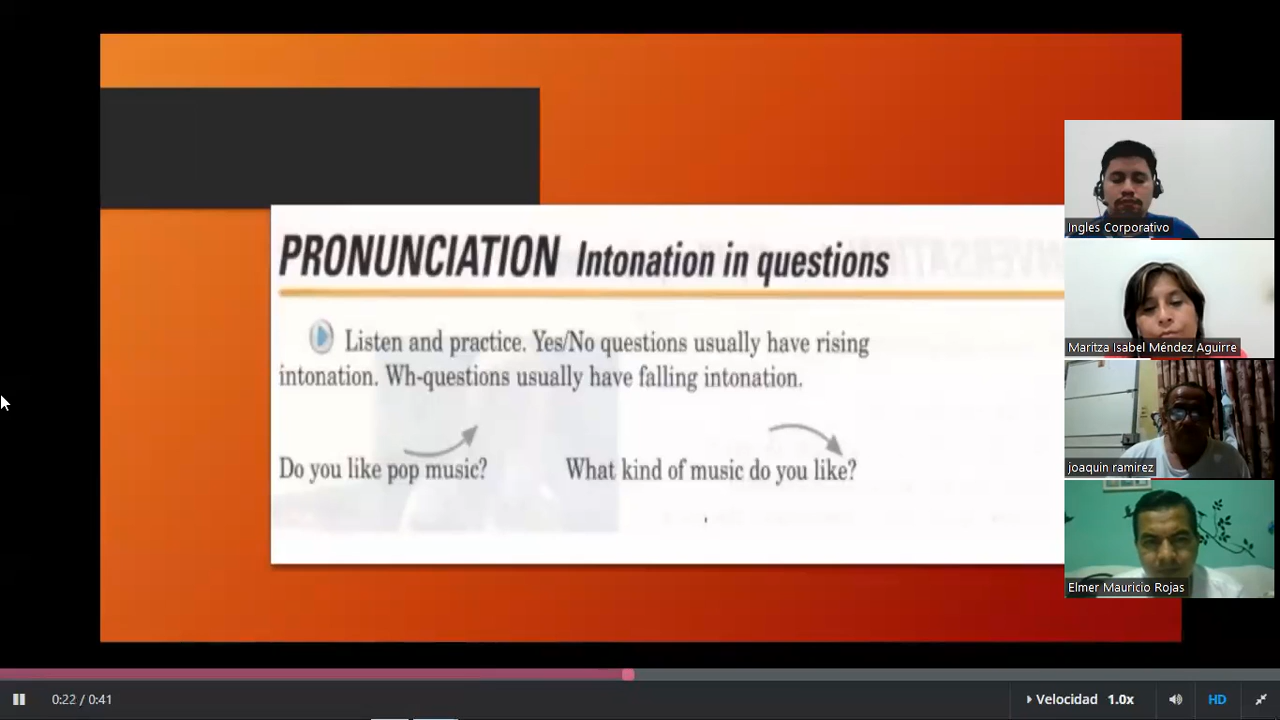 PRONUNCIATION Intonation in questions
Listen and practice. Yes/No questions usually have rising
intonation. Wh-questions usually have falling intonation.
Do you like pop music? What kind of music do you like?
Ingles Corporativo
Maritza Isabel Méndez Aguirre
joaquin ramirez
Elmer Mauricio Rojas
0:22 / 0:41
Velocidad 1.0x
HD